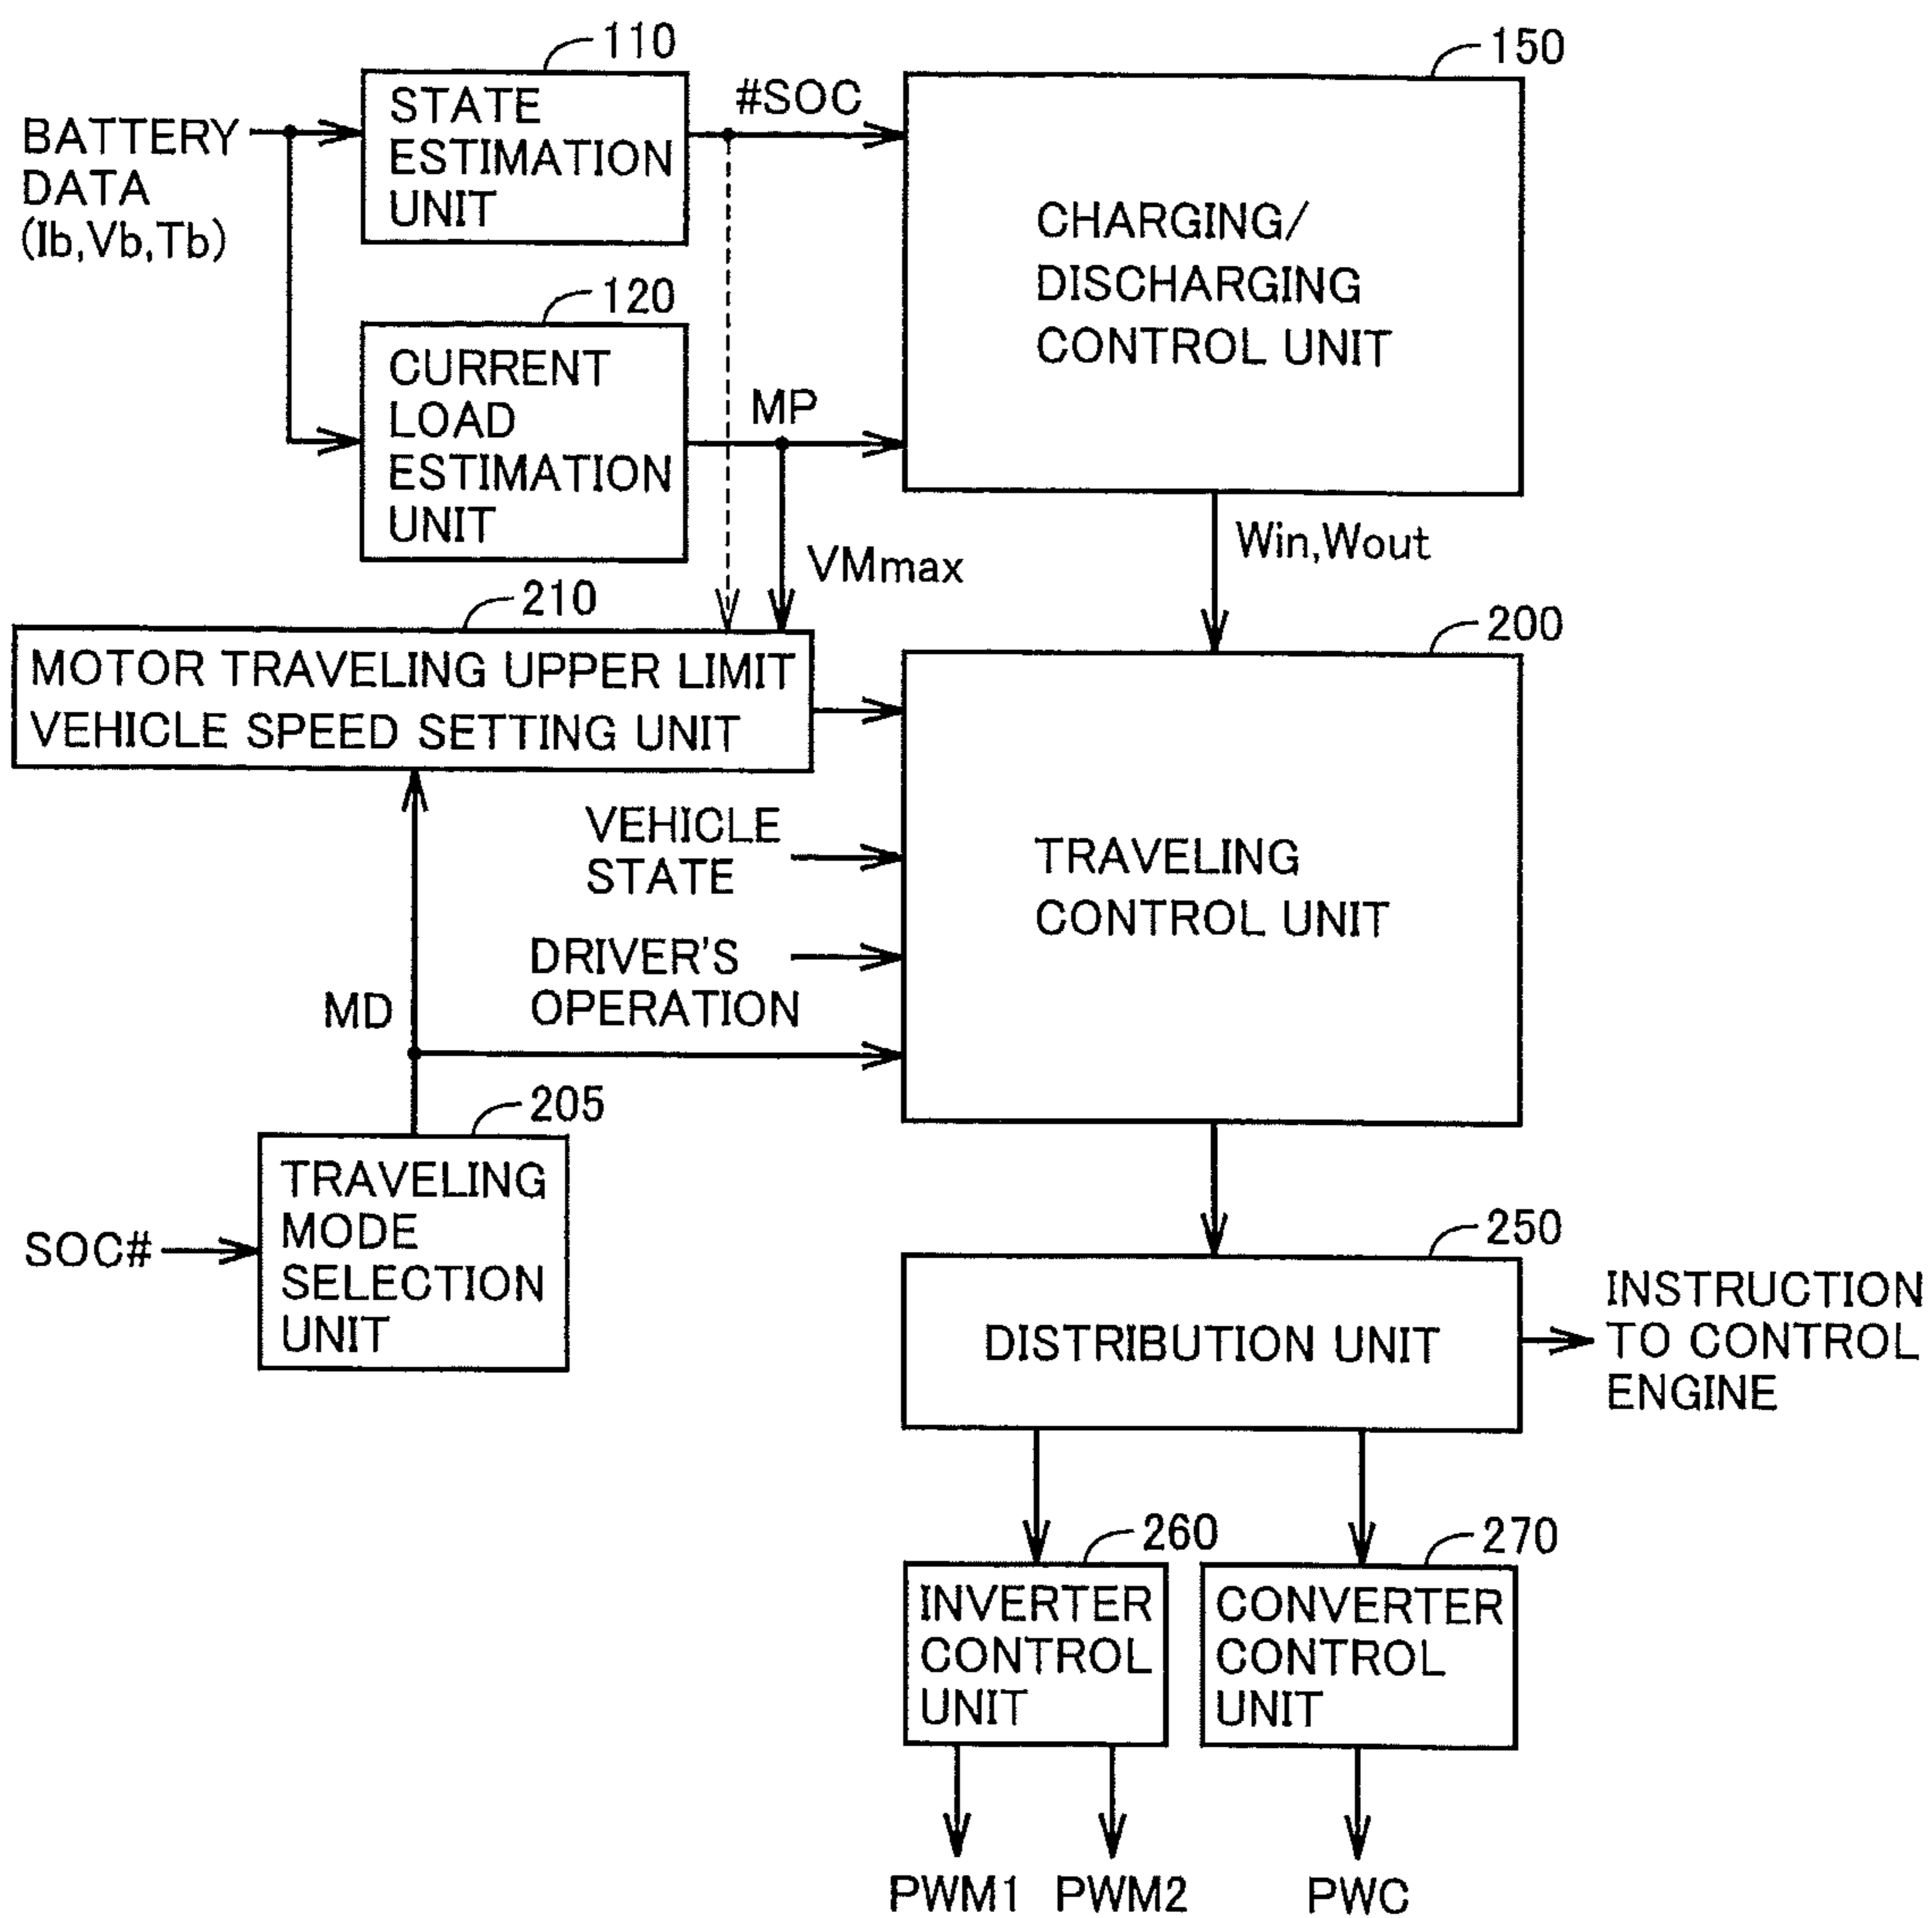 110
STATE
ESTIMATION
UNIT
BATTERY
DATA
(Ib,Vb,Tb)
#SOC
150
CHARGING/
DISCHARGING
CONTROL UNIT
120
CURRENT
LOAD
ESTIMATION
UNIT
MP
VMmax
Win,Wout
210
MOTOR TRAVELING UPPER LIMIT
VEHICLE SPEED SETTING UNIT
200
TRAVELING
CONTROL UNIT
VEHICLE
STATE
DRIVER'S
OPERATION
MD
205
TRAVELING
MODE
SELECTION
UNIT
SOC#
250
DISTRIBUTION UNIT
INSTRUCTION
TO CONTROL
ENGINE
260
INVERTER
CONTROL
UNIT
270
CONVERTER
CONTROL
UNIT
PWM1
PWM2
PWC